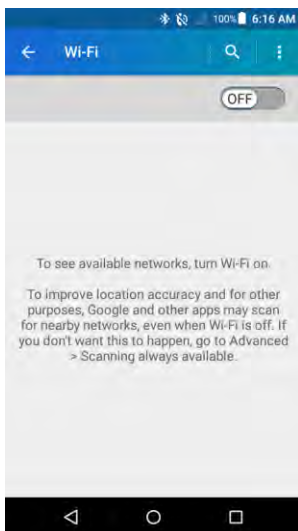 100% 6:16 AM
Wi-Fi
OFF
To see available networks, turn Wi-Fi on.
To improve location accuracy and for other
purposes, Google and other apps may scan
for nearby networks, even when Wi-Fi is off. If
you don't want this to happen, go to Advanced
> Scanning always available.